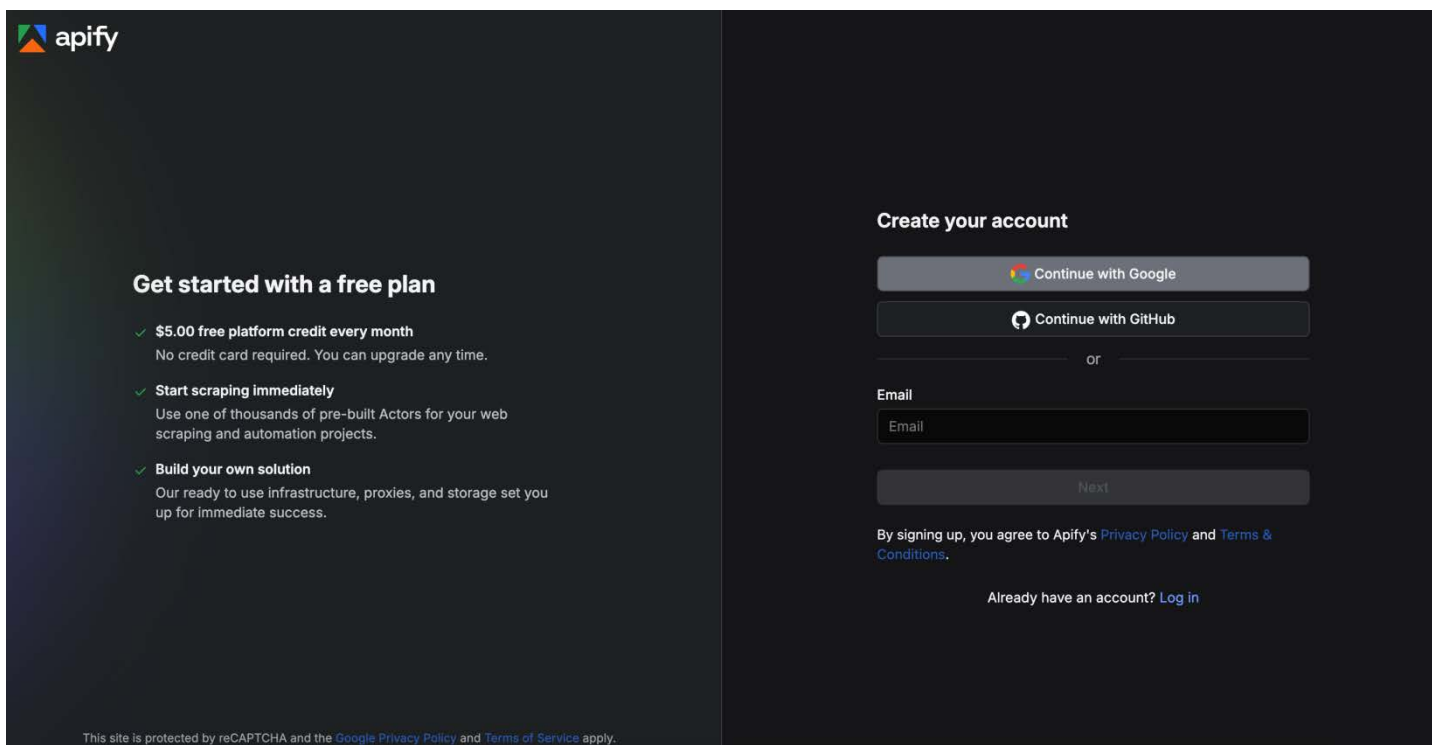 apify
Get started with a free plan
$5.00 free platform credit every month
No credit card required. You can upgrade any time.
Start scraping immediately
Use one of thousands of pre-built Actors for your web
scraping and automation projects.
Build your own solution
Our ready to use infrastructure, proxies, and storage set you
up for immediate success.
This site is protected by reCAPTCHA and the Google Privacy Policy and Terms of Service apply.
Create your account
Continue with Google
Continue with GitHub
or
Email
Email
Next
By signing up, you agree to Apify's Privacy Policy and Terms &
Conditions.
Already have an account? Log in